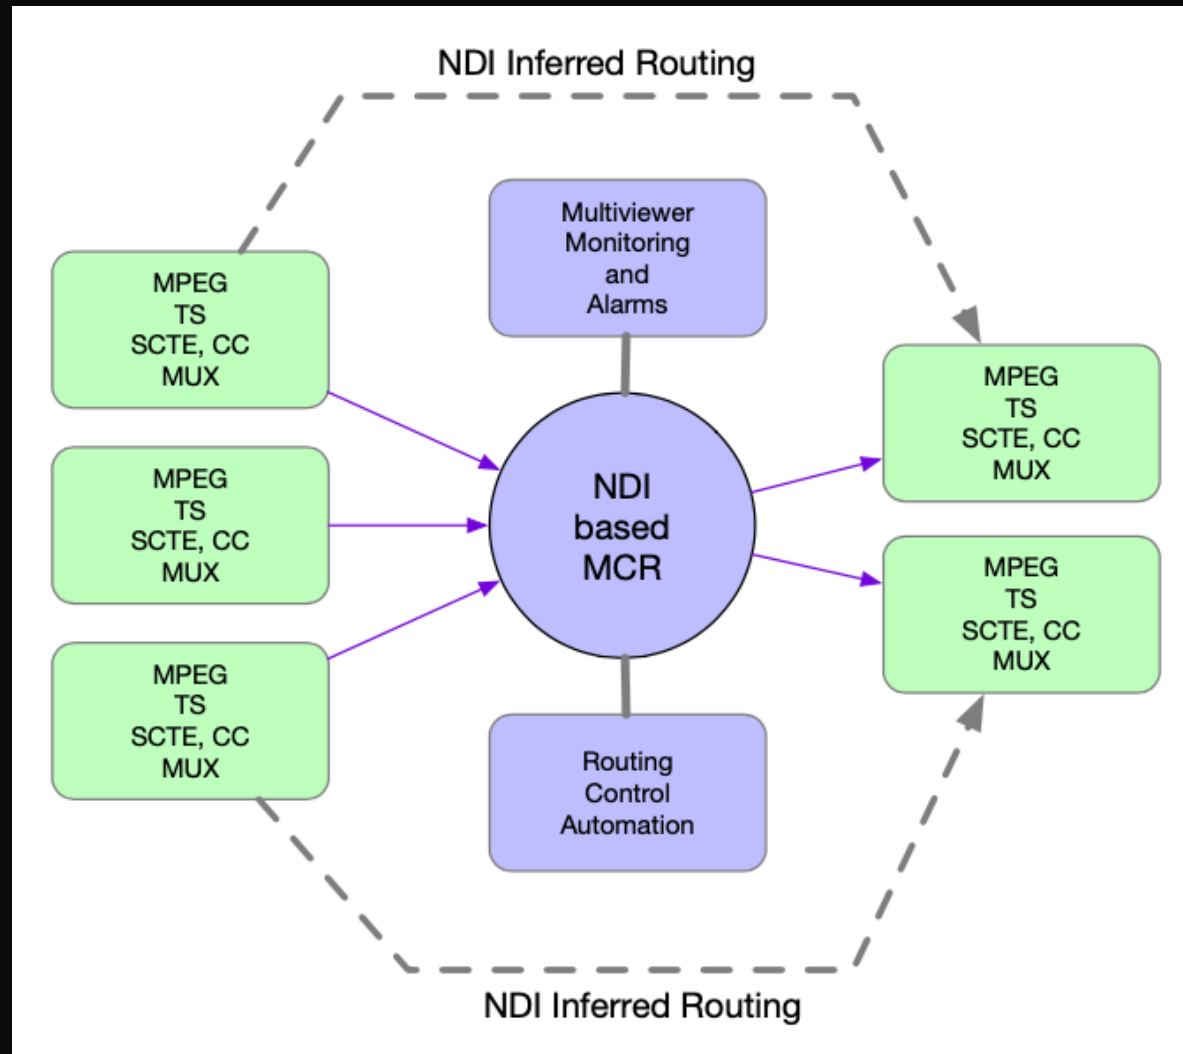 NDI Inferred Routing
Multiviewer
Monitoring
and
Alarms
MPEG
TS
SCTE, CC
MUX
MPEG
TS
SCTE, CC
MUX
MPEG
TS
SCTE, CC
MUX
NDI
based
MCR
MPEG
TS
SCTE, CC
MUX
MPEG
TS
SCTE, CC
MUX
Routing
Control
Automation
NDI Inferred Routing